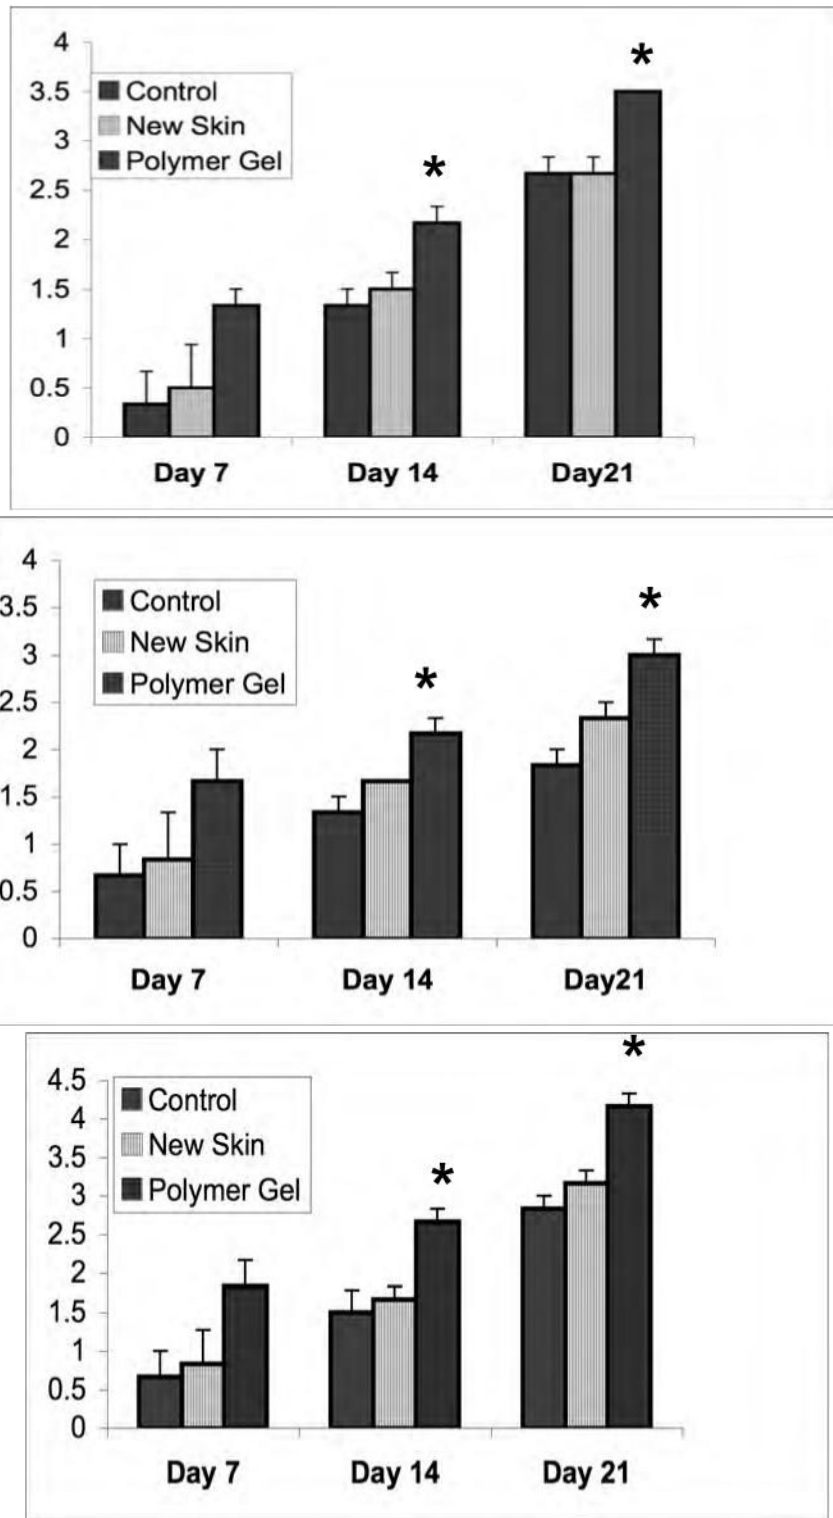 4
3.5
3
2.5
2
1.5
1
0.5
0
Control
New Skin
Polymer Gel
*
*
Day 7 Day 14 Day21
4
3.5
3
2.5
2
1.5
1
0.5
0
Control
New Skin
Polymer Gel
*
*
Day 7 Day 14 Day21
4.5
4
3.5
3
2.5
2
1.5
1
0.5
0
Control
New Skin
Polymer Gel
*
*
Day 7 Day 14 Day 21